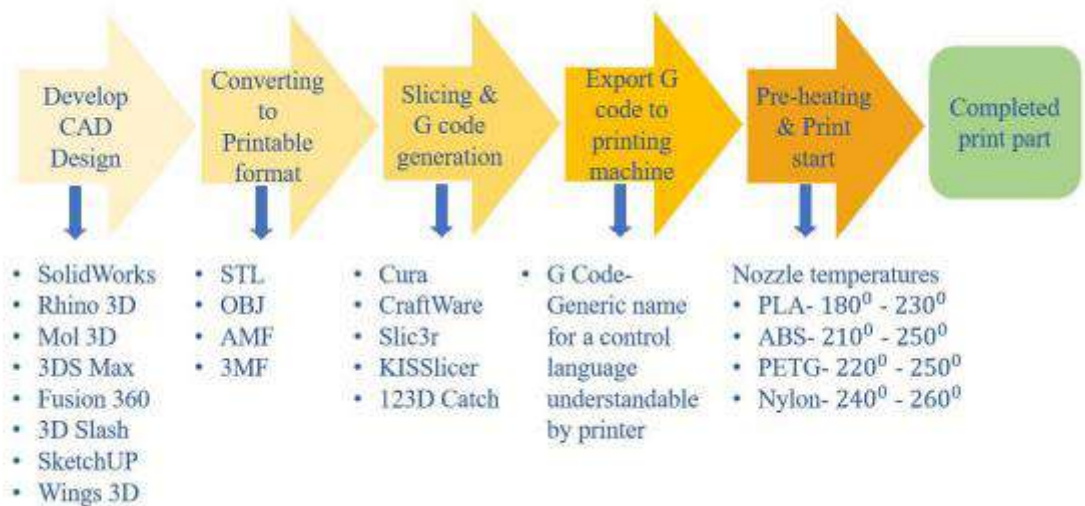 Develop
CAD
Design
Converting
to
Printable
format
Slicing &
G code
generation
Export G
code to
printing
machine
Pre-heating
& Print
start
Completed
print part
• SolidWorks
• Rhino 3D
• Mol 3D
• 3DS Max
• Fusion 360
• 3D Slash
• SketchUP
• Wings 3D
• STL
• OBJ
• AMF
• 3MF
• Cura
• CraftWare
• Slic3r
• KISSlicer
• 123D Catch
• G Code-
Generic name
for a control
language
understandable
by printer
Nozzle temperatures
• PLA- 180⁰ - 230⁰
• ABS- 210⁰ - 250⁰
• PETG- 220⁰ - 250⁰
• Nylon- 240⁰ - 260⁰